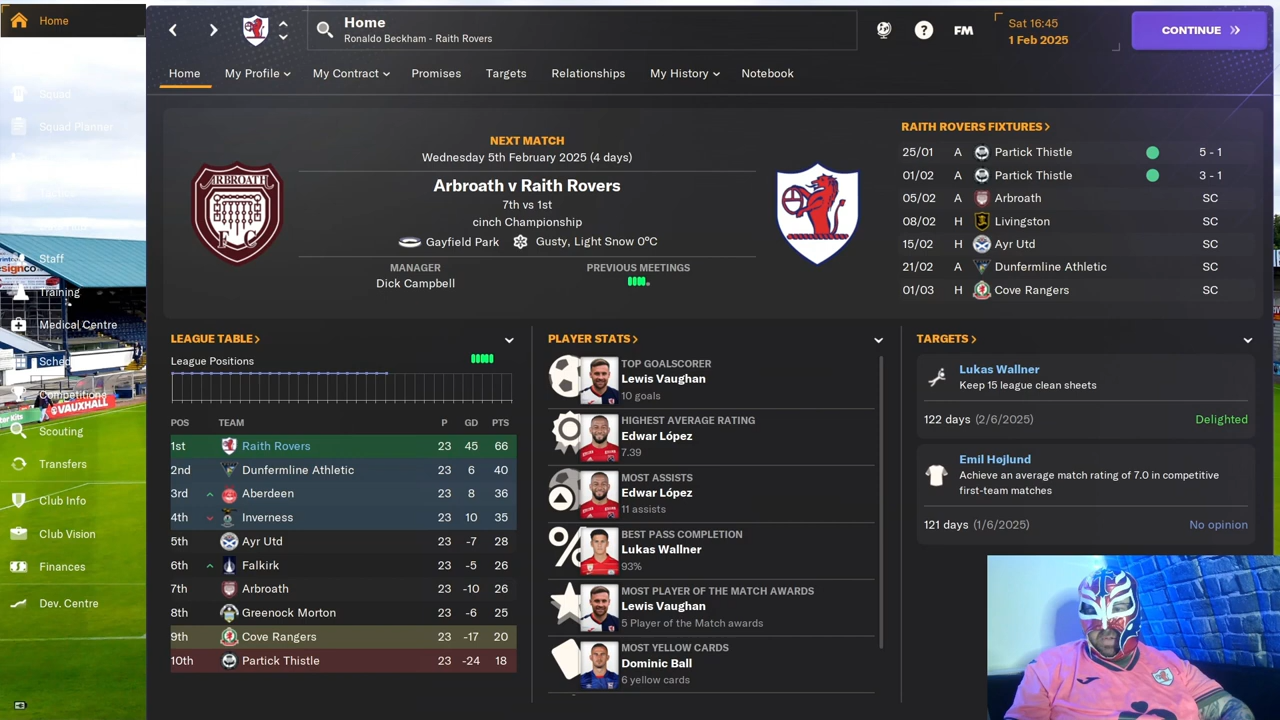 Home
Squad
Squad Planner
Staff
Training
Medical Centre
Sched
Competitions
Scouting
Transfers
Club Info
Club Vision
Finances
Dev. Centre
VAUXHALL
Home
Ronaldo Beckham - Raith Rovers
FM
Sat 16:45
1 Feb 2025
CONTINUE
Home My Profile My Contract Promises Targets Relationships My History Notebook
NEXT MATCH
Wednesday 5th February 2025 (4 days)
Arbroath v Raith Rovers
7th vs 1st
cinch Championship
Gayfield Park Gusty, Light Snow 0°C
MANAGER
Dick Campbell
PREVIOUS MEETINGS
ARBROATH
F C
RAITH ROVERS FIXTURES >
25/01 A Partick Thistle 5 - 1
01/02 A Partick Thistle 3 - 1
05/02 A Arbroath SC
08/02 H Livingston SC
15/02 H Ayr Utd SC
21/02 A Dunfermline Athletic SC
01/03 H Cove Rangers SC
LEAGUE TABLE >
League Positions
POS TEAM P GD PTS
1st Raith Rovers 23 45 66
2nd Dunfermline Athletic 23 6 40
3rd Aberdeen 23 8 36
4th Inverness 23 10 35
5th Ayr Utd 23 -7 28
6th Falkirk 23 -5 26
7th Arbroath 23 -10 26
8th Greenock Morton 23 -6 25
9th Cove Rangers 23 -17 20
10th Partick Thistle 23 -24 18
PLAYER STATS >
TOP GOALSCORER
Lewis Vaughan
10 goals
HIGHEST AVERAGE RATING
Edwar López
7.39
MOST ASSISTS
Edwar López
11 assists
BEST PASS COMPLETION
Lukas Wallner
93%
MOST PLAYER OF THE MATCH AWARDS
Lewis Vaughan
5 Player of the Match awards
MOST YELLOW CARDS
Dominic Ball
6 yellow cards
TARGETS >
Lukas Wallner
Keep 15 league clean sheets
122 days (2/6/2025) Delighted
Emil Højlund
Achieve an average match rating of 7.0 in competitive
first-team matches
121 days (1/6/2025) No opinion